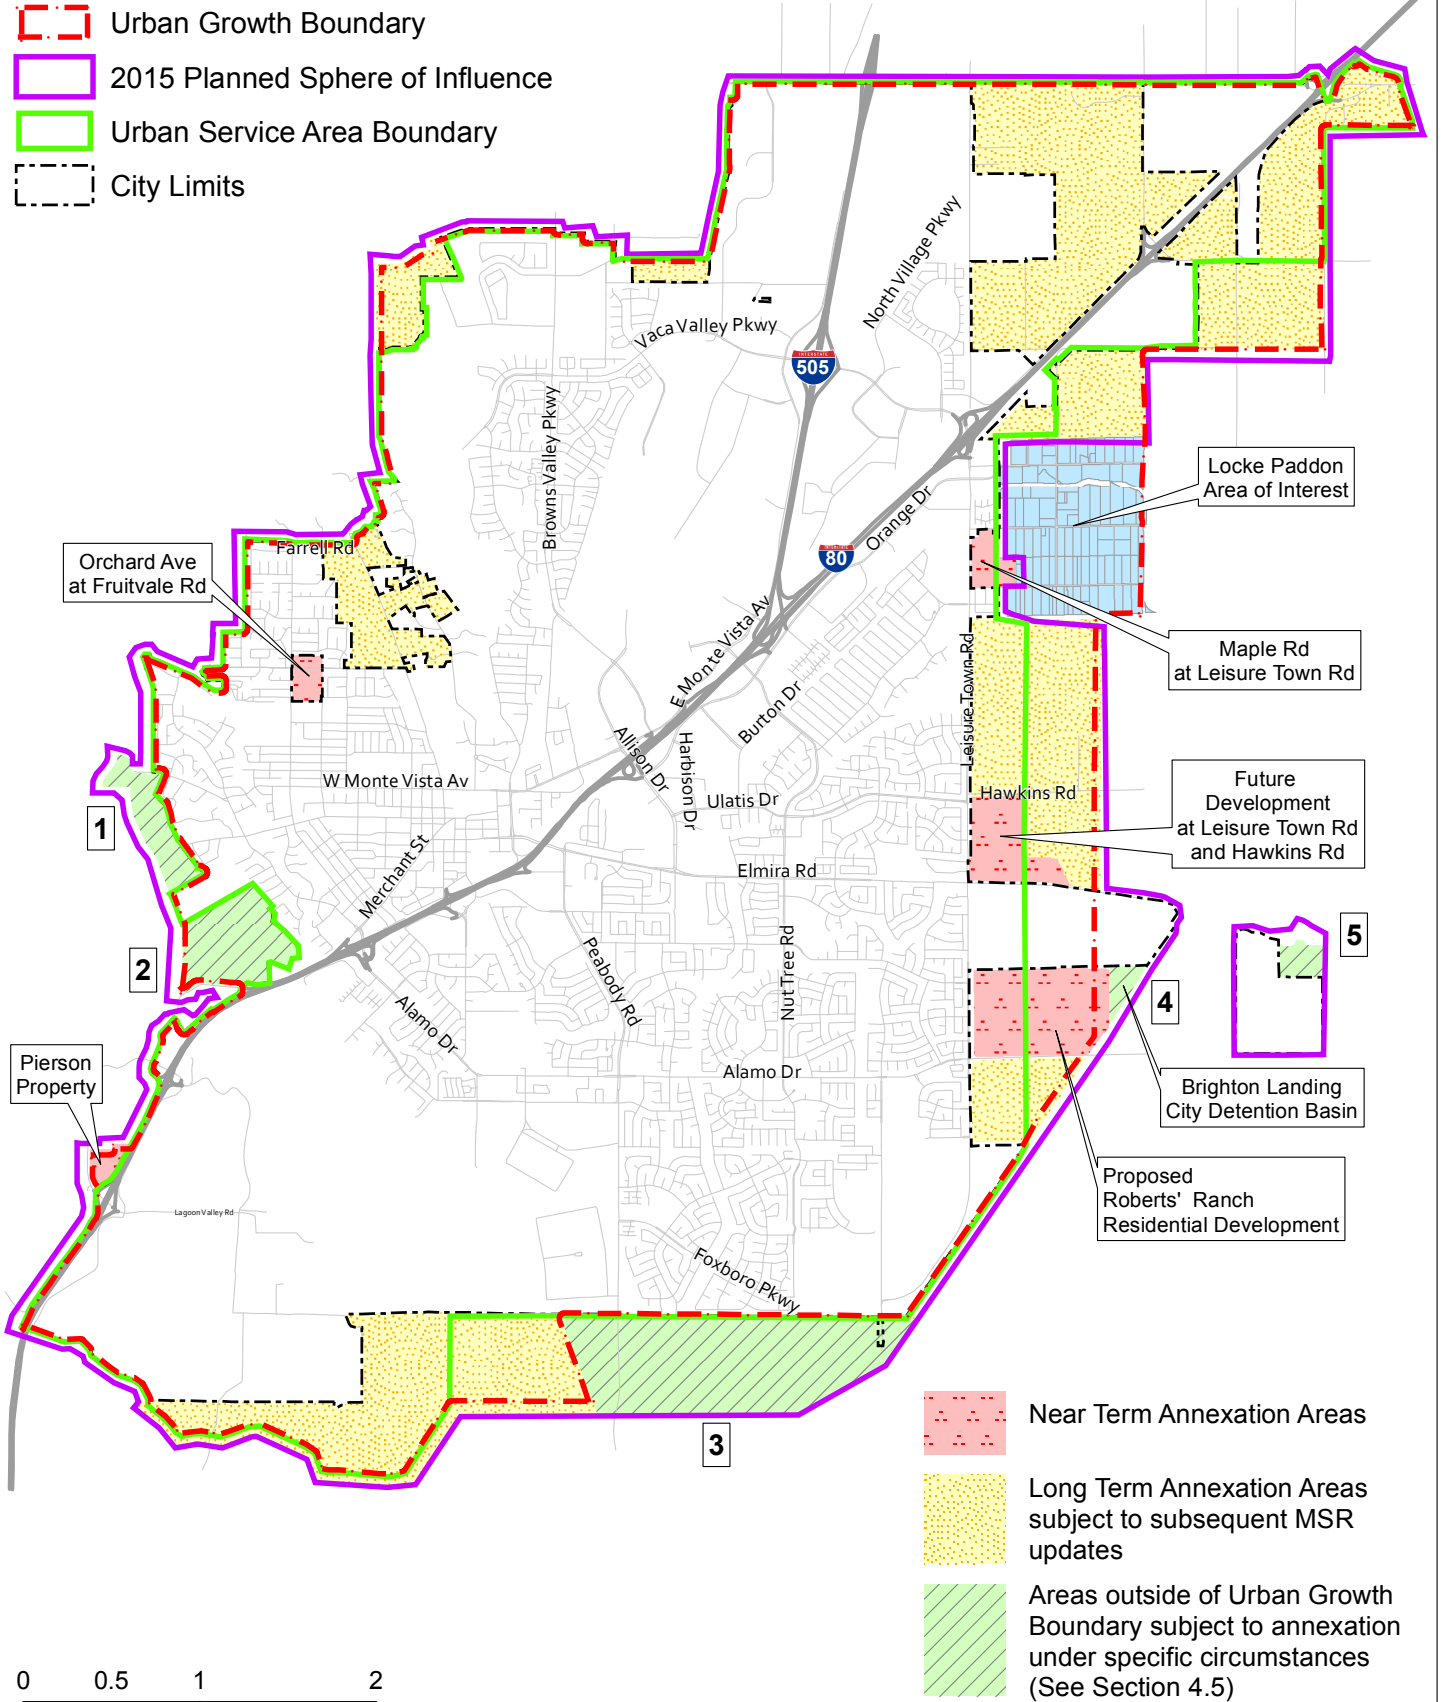 Urban Growth Boundary
2015 Planned Sphere of Influence
Urban Service Area Boundary
City Limits
North Village Pkwy
Vaca Valley Pkwy
INTERSTATE
505
Browns Valley Pkwy
Locke Paddon
Area of Interest
Orange Dr
INTERSTATE
80
Farrell Rd
Orchard Ave
at Fruitvale Rd
E Monte Vista Av
Maple Rd
at Leisure Town Rd
Leisure Town Rd
Burton Dr
Allison Dr
Harbison Dr
W Monte Vista Av
Ulatis Dr
Hawkins Rd
Future
Development
at Leisure Town Rd
and Hawkins Rd
1
Merchant St
Elmira Rd
2
Peabody Rd
Nut Tree Rd
5
4
Alamo Dr
Pierson
Property
Alamo Dr
Brighton Landing
City Detention Basin
Proposed
Roberts' Ranch
Residential Development
Lagoon Valley Rd
Foxboro Pkwy
3
Near Term Annexation Areas
Long Term Annexation Areas
subject to subsequent MSR
updates
Areas outside of Urban Growth
Boundary subject to annexation
under specific circumstances
(See Section 4.5)
0 0.5 1 2